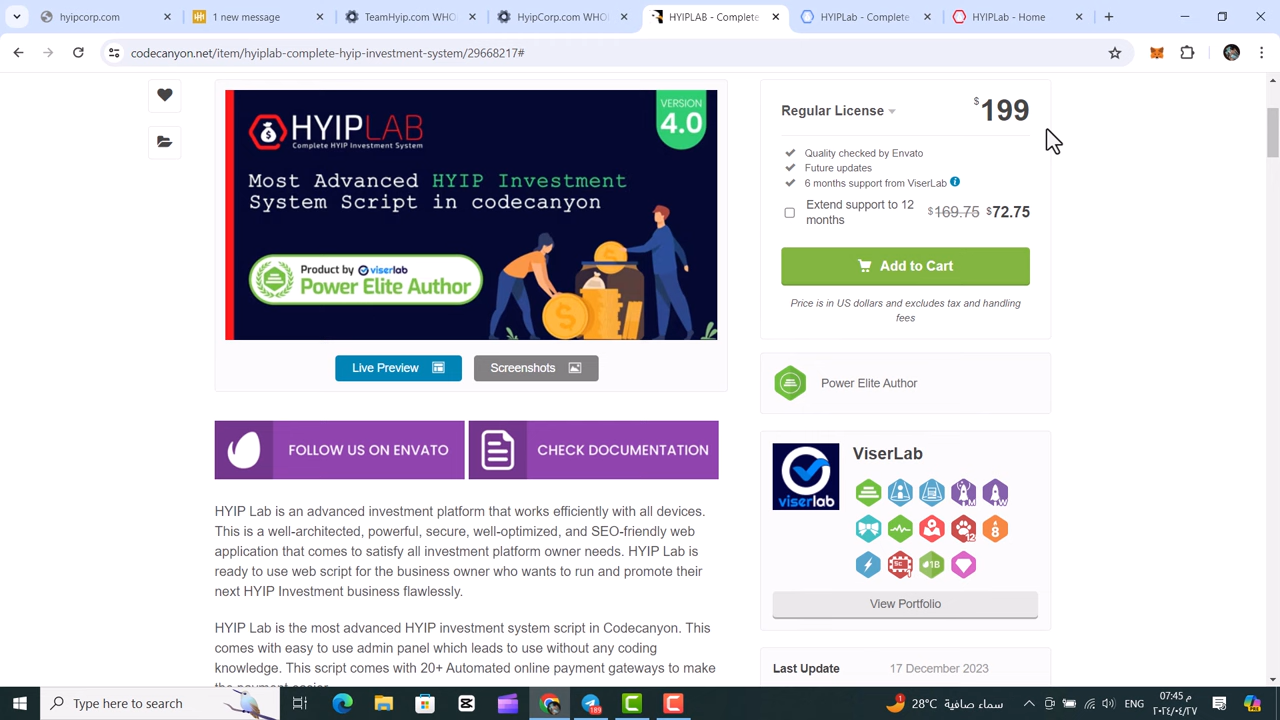 hyipcorp.com
1 new message
TeamHyip.com WHO
HypCorp.com WHO
HYIPLAB - Complete
HYIPLab - Complete
HYIPLab - Home
codecanyon.net/item/hyiplab-complete-hyip-investment-system/29668217#
HYIPLAB
Complete HYIP Investment System
VERSION
4.0
Most Advanced HYIP Investment
System Script in codecanyon
Product by viserlab
Power Elite Author
Live Preview
Screenshots
Regular License
$199
Quality checked by Envato
Future updates
6 months support from ViserLab
Extend support to 12
months
$169.75 $72.75
Add to Cart
Price is in US dollars and excludes tax and handling
fees
Power Elite Author
FOLLOW US ON ENVATO
CHECK DOCUMENTATION
ViserLab
viserlab
View Portfolio
Last Update 17 December 2023
HYIP Lab is an advanced investment platform that works efficiently with all devices.
This is a well-architected, powerful, secure, well-optimized, and SEO-friendly web
application that comes to satisfy all investment platform owner needs. HYIP Lab is
ready to use web script for the business owner who wants to run and promote their
next HYIP Investment business flawlessly.
HYIP Lab is the most advanced HYIP investment system script in Codecanyon. This
comes with easy to use admin panel which leads to use without any coding
knowledge. This script comes with 20+ Automated online payment gateways to make
the payment easier
Type here to search
28°C سماء صافية
ENG
07:45 م